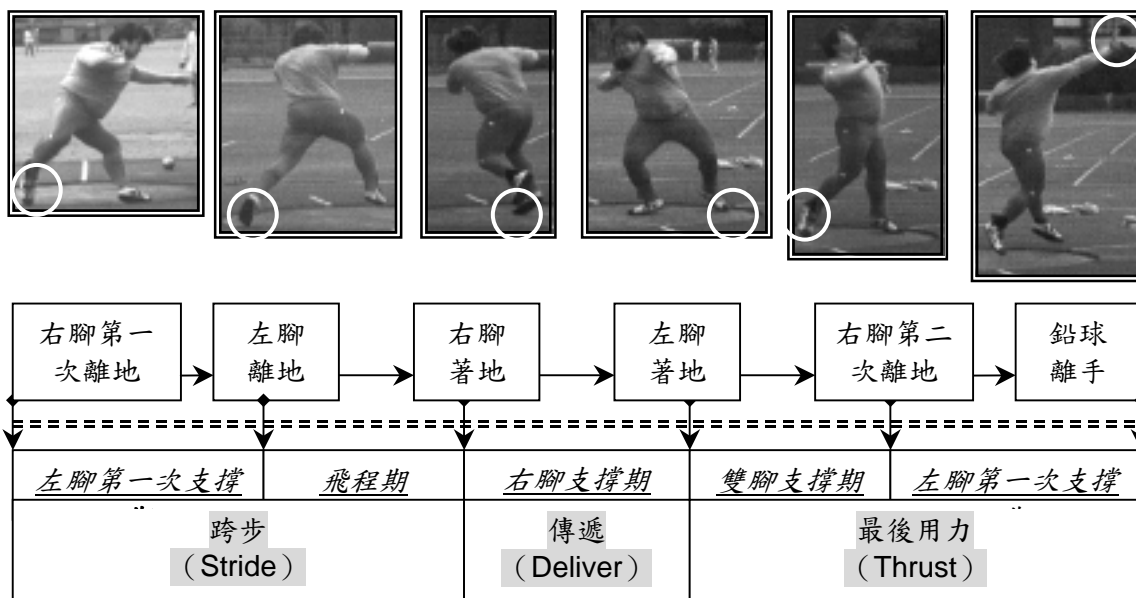 右腳第一
次離地
左腳
離地
右腳
著地
左腳
著地
右腳第二
次離地
鉛球
離手
左腳第一次支撐
飛程期
右腳支撐期
雙腳支撐期
左腳第一次支撐
跨步
（Stride）
傳遞
（Deliver）
最後用力
（Thrust）